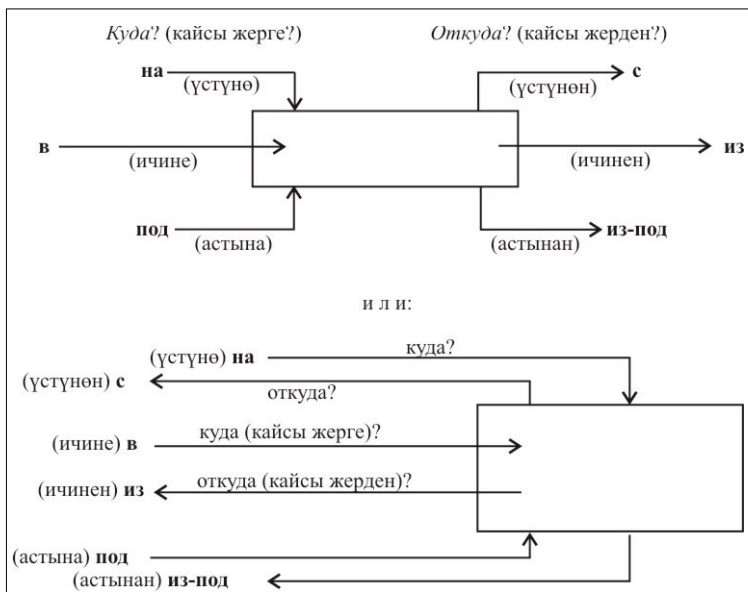 Куда? (кайсы жерге?) Откуда? (кайсы жерден?)
на с
(үстүнө) (үстүнөн)
в из
(ичине) (ичинен)
под из-под
(астына) (астынан)
или:
(үстүнө) на куда?
(үстүнөн) с откуда?
(ичине) в куда (кайсы жерге)?
(ичинен) из откуда (кайсы жерден)?
(астына) под
(астынан) из-под